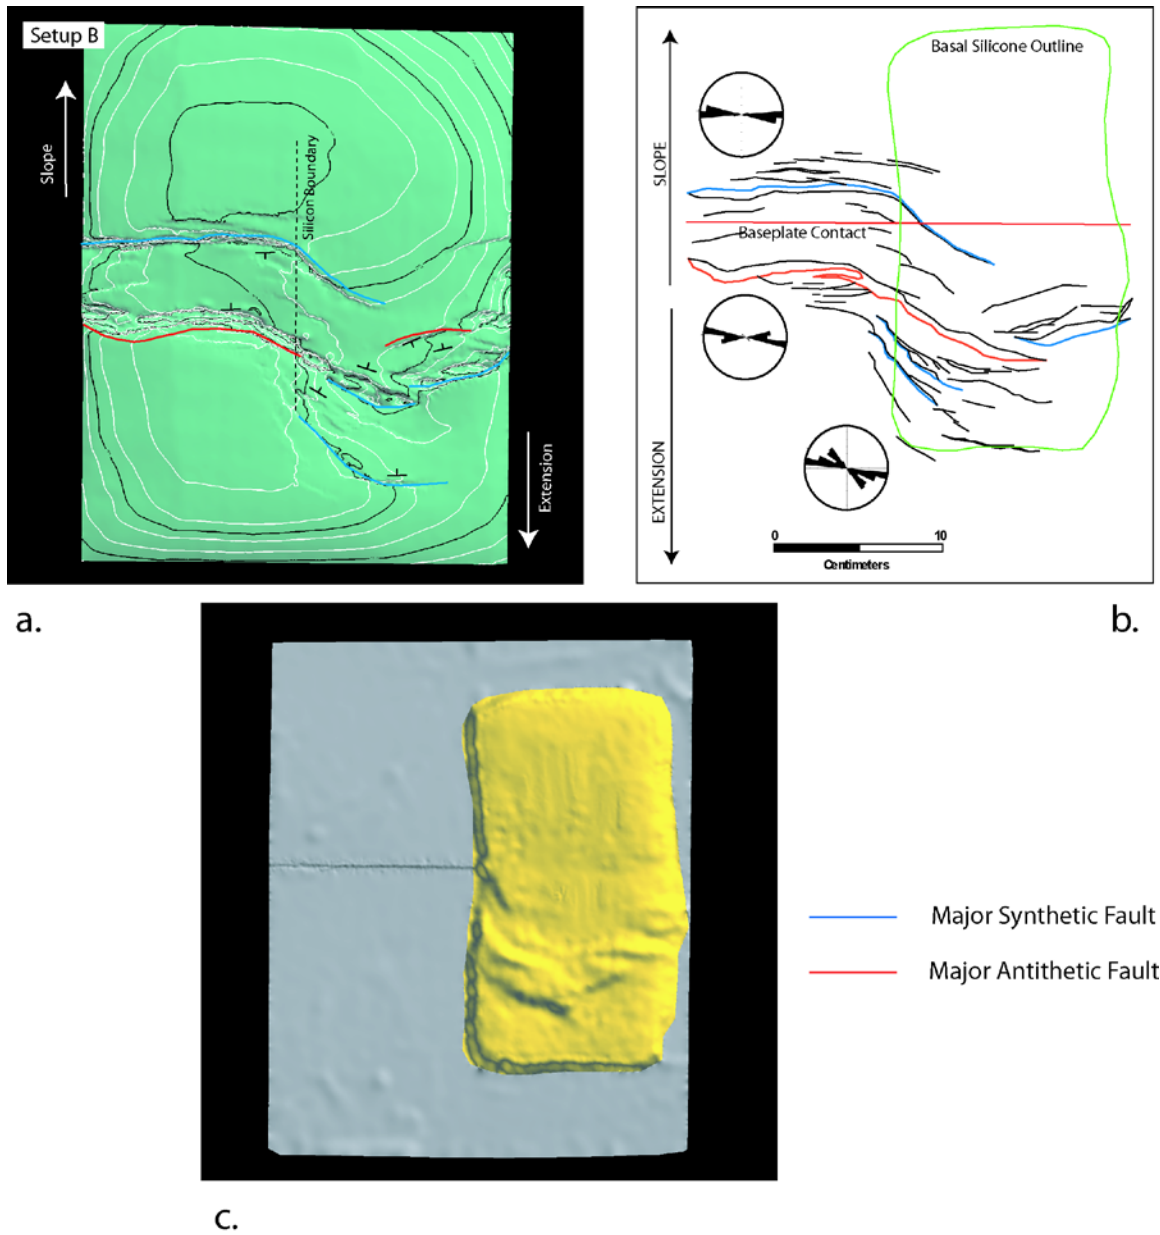 Setup B
Slope
Silicon Boundary
Extension
a.
Basal Silicone Outline
SLOPE
Baseplate Contact
EXTENSION
0 10
Centimeters
b.
Major Synthetic Fault
Major Antithetic Fault
c.